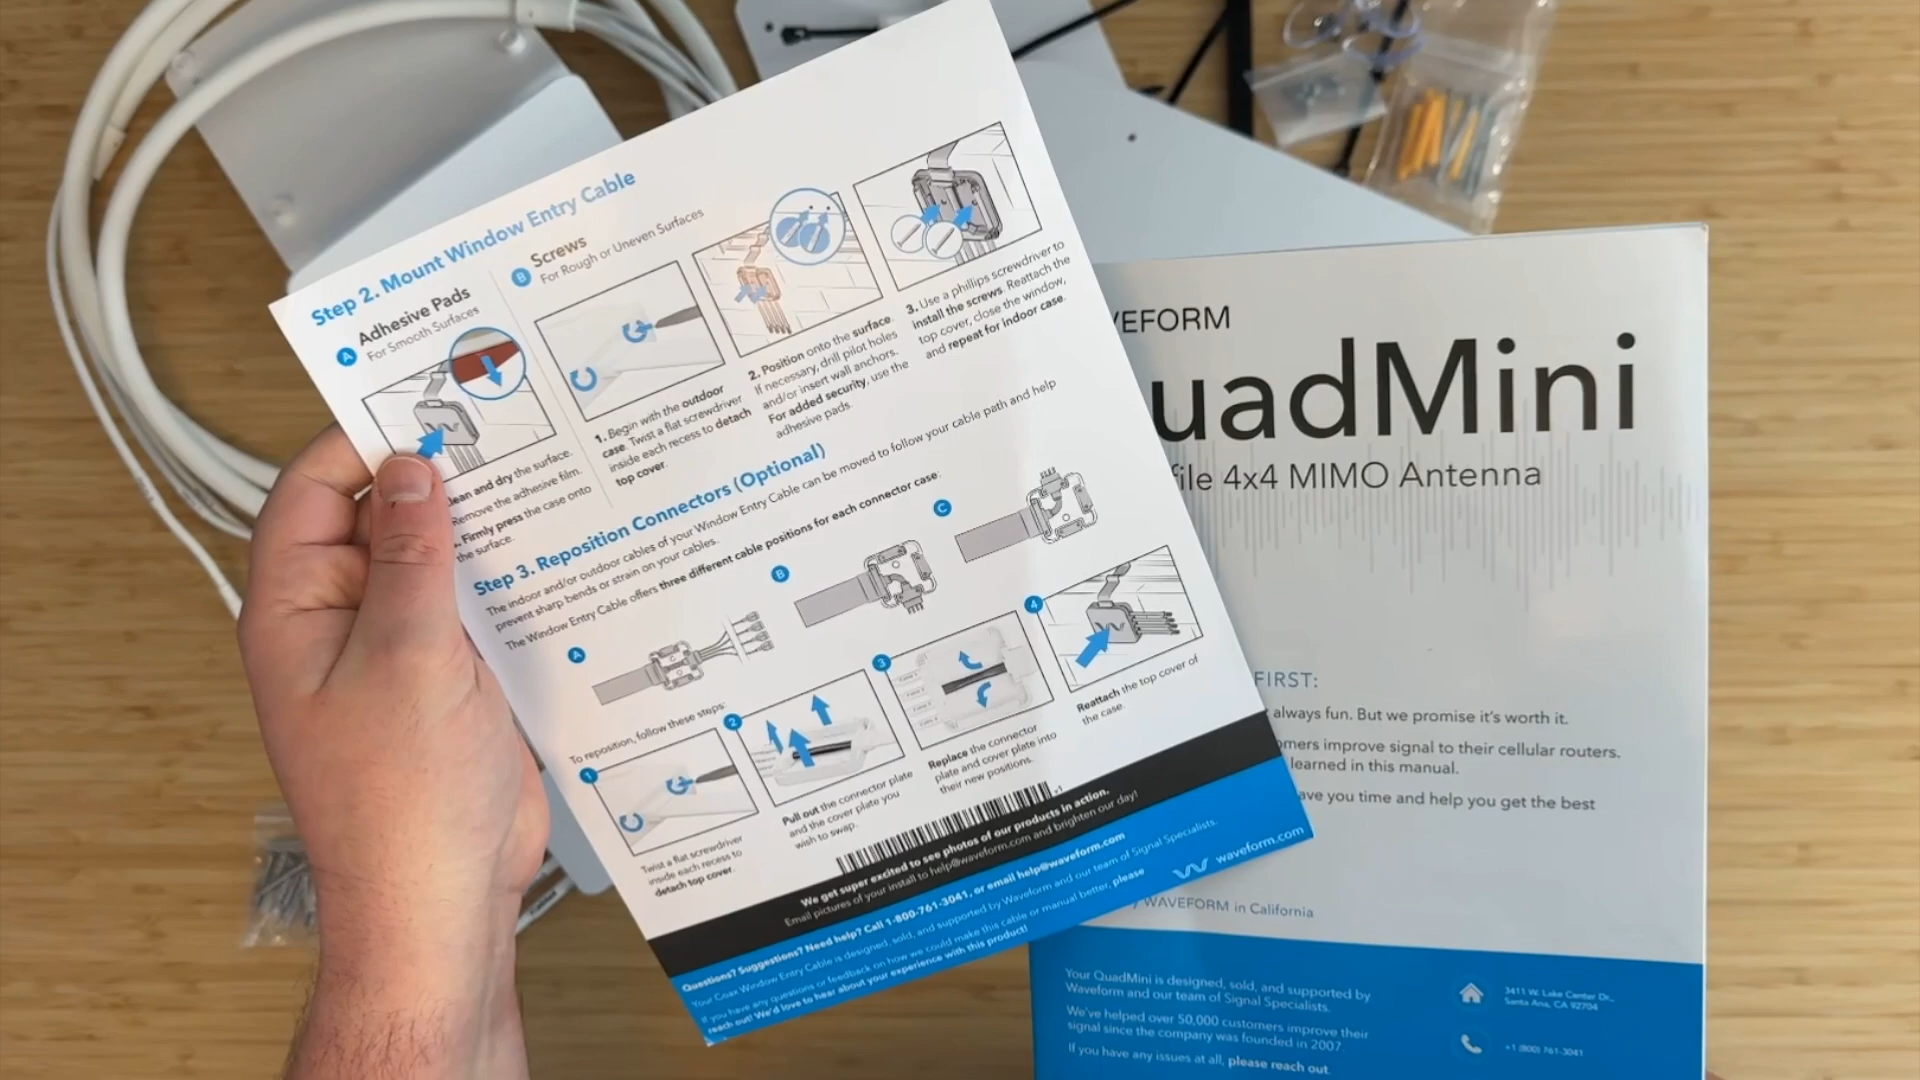 Step 2. Mount Window Entry Cable
A Adhesive Pads
For Smooth Surfaces
B Screws
For Rough or Uneven Surfaces
lean and dry the surface.
Remove the adhesive film.
Firmly press the case onto
the surface.
1. Begin with the outdoor
case. Twist a flat screwdriver
inside each recess to detach
top cover.
2. Position onto the surface.
If necessary, drill pilot holes
and/or insert wall anchors.
For added security, use the
adhesive pads.
3. Use a phillips screwdriver to
install the screws. Reattach the
top cover, close the window,
and repeat for indoor case.
Step 3. Reposition Connectors (Optional)
The indoor and/or outdoor cables of your Window Entry Cable can be moved to follow your cable path and help
prevent sharp bends or strain on your cables.
The Window Entry Cable offers three different cable positions for each connector case:
A
B
C
To reposition, follow these steps:
1
Twist a flat screwdriver
inside each recess to
detach top cover.
2
Pull out the connector plate
and the cover plate you
wish to swap.
3
Replace the connector
plate and cover plate into
their new positions.
4
Reattach the top cover of
the case.
v1
We get super excited to see photos of our products in action.
Email pictures of your install to help@waveform.com and brighten our day!
Questions? Suggestions? Need help? Call 1-800-761-3041, or email help@waveform.com
Your Coax Window Entry Cable is designed, sold, and supported by Waveform and our team of Signal Specialists.
If you have any questions or feedback on how we could make this cable or manual better, please
reach out! We'd love to hear about your experience with this product!
waveform.com
VEFORM
uadMini
file 4x4 MIMO Antenna
FIRST:
always fun. But we promise it's worth it.
omers improve signal to their cellular routers.
learned in this manual.
ave you time and help you get the best
y WAVEFORM in California
Your QuadMini is designed, sold, and supported by
Waveform and our team of Signal Specialists.
We've helped over 50,000 customers improve their
signal since the company was founded in 2007.
If you have any issues at all, please reach out.
3411 W. Lake Center Dr.,
Santa Ana, CA 92704
+1 (800) 761-3041